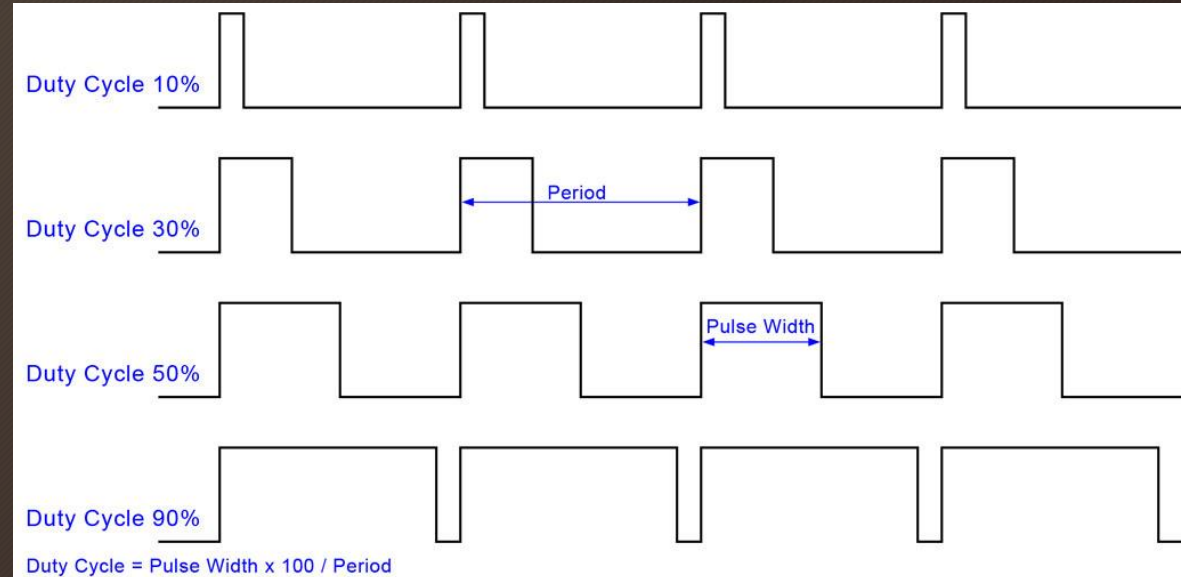 Duty Cycle 10%
Period
Duty Cycle 30%
Pulse Width
Duty Cycle 50%
Duty Cycle 90%
Duty Cycle = Pulse Width x 100 / Period